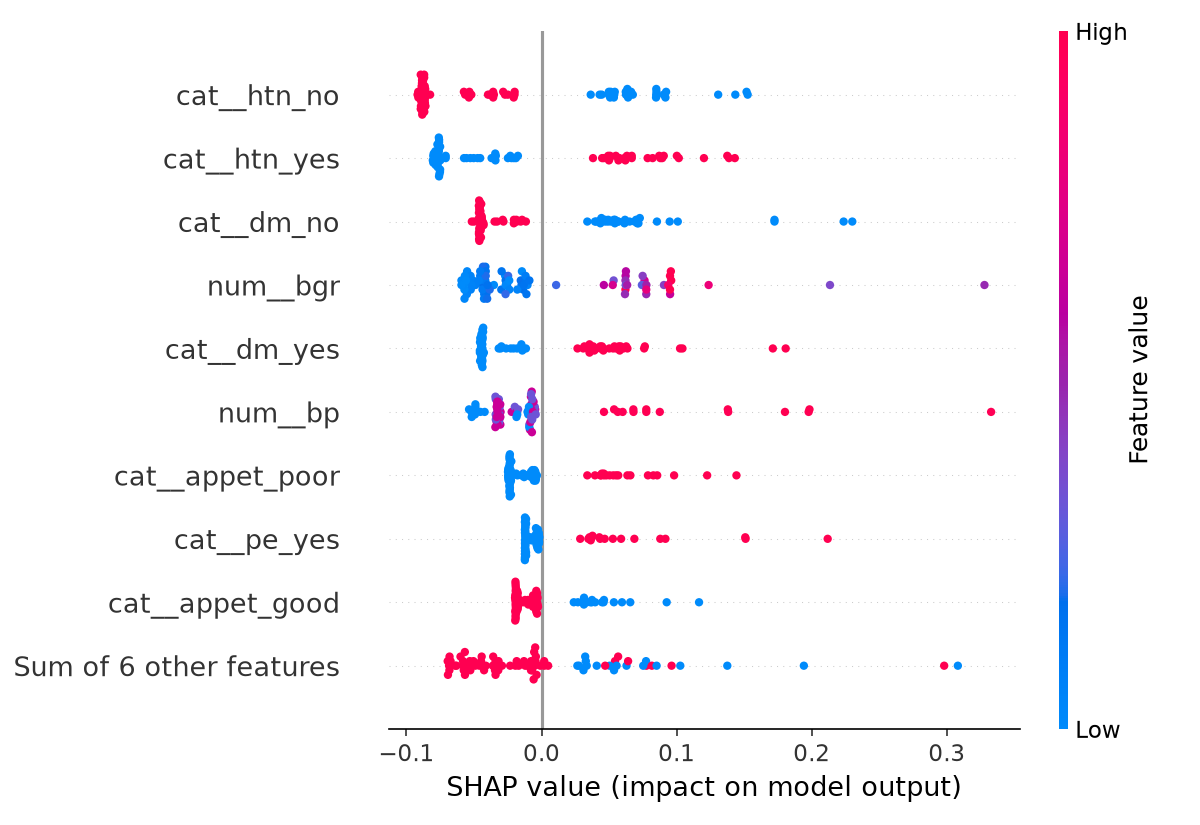 High
cat__htn_no
cat__htn_yes
cat__dm_no
num__bgr
cat__dm_yes
num__bp
cat__appet_poor
cat__pe_yes
cat__appet_good
Sum of 6 other features
Feature value
Low
−0.1 0.0 0.1 0.2 0.3
SHAP value (impact on model output)